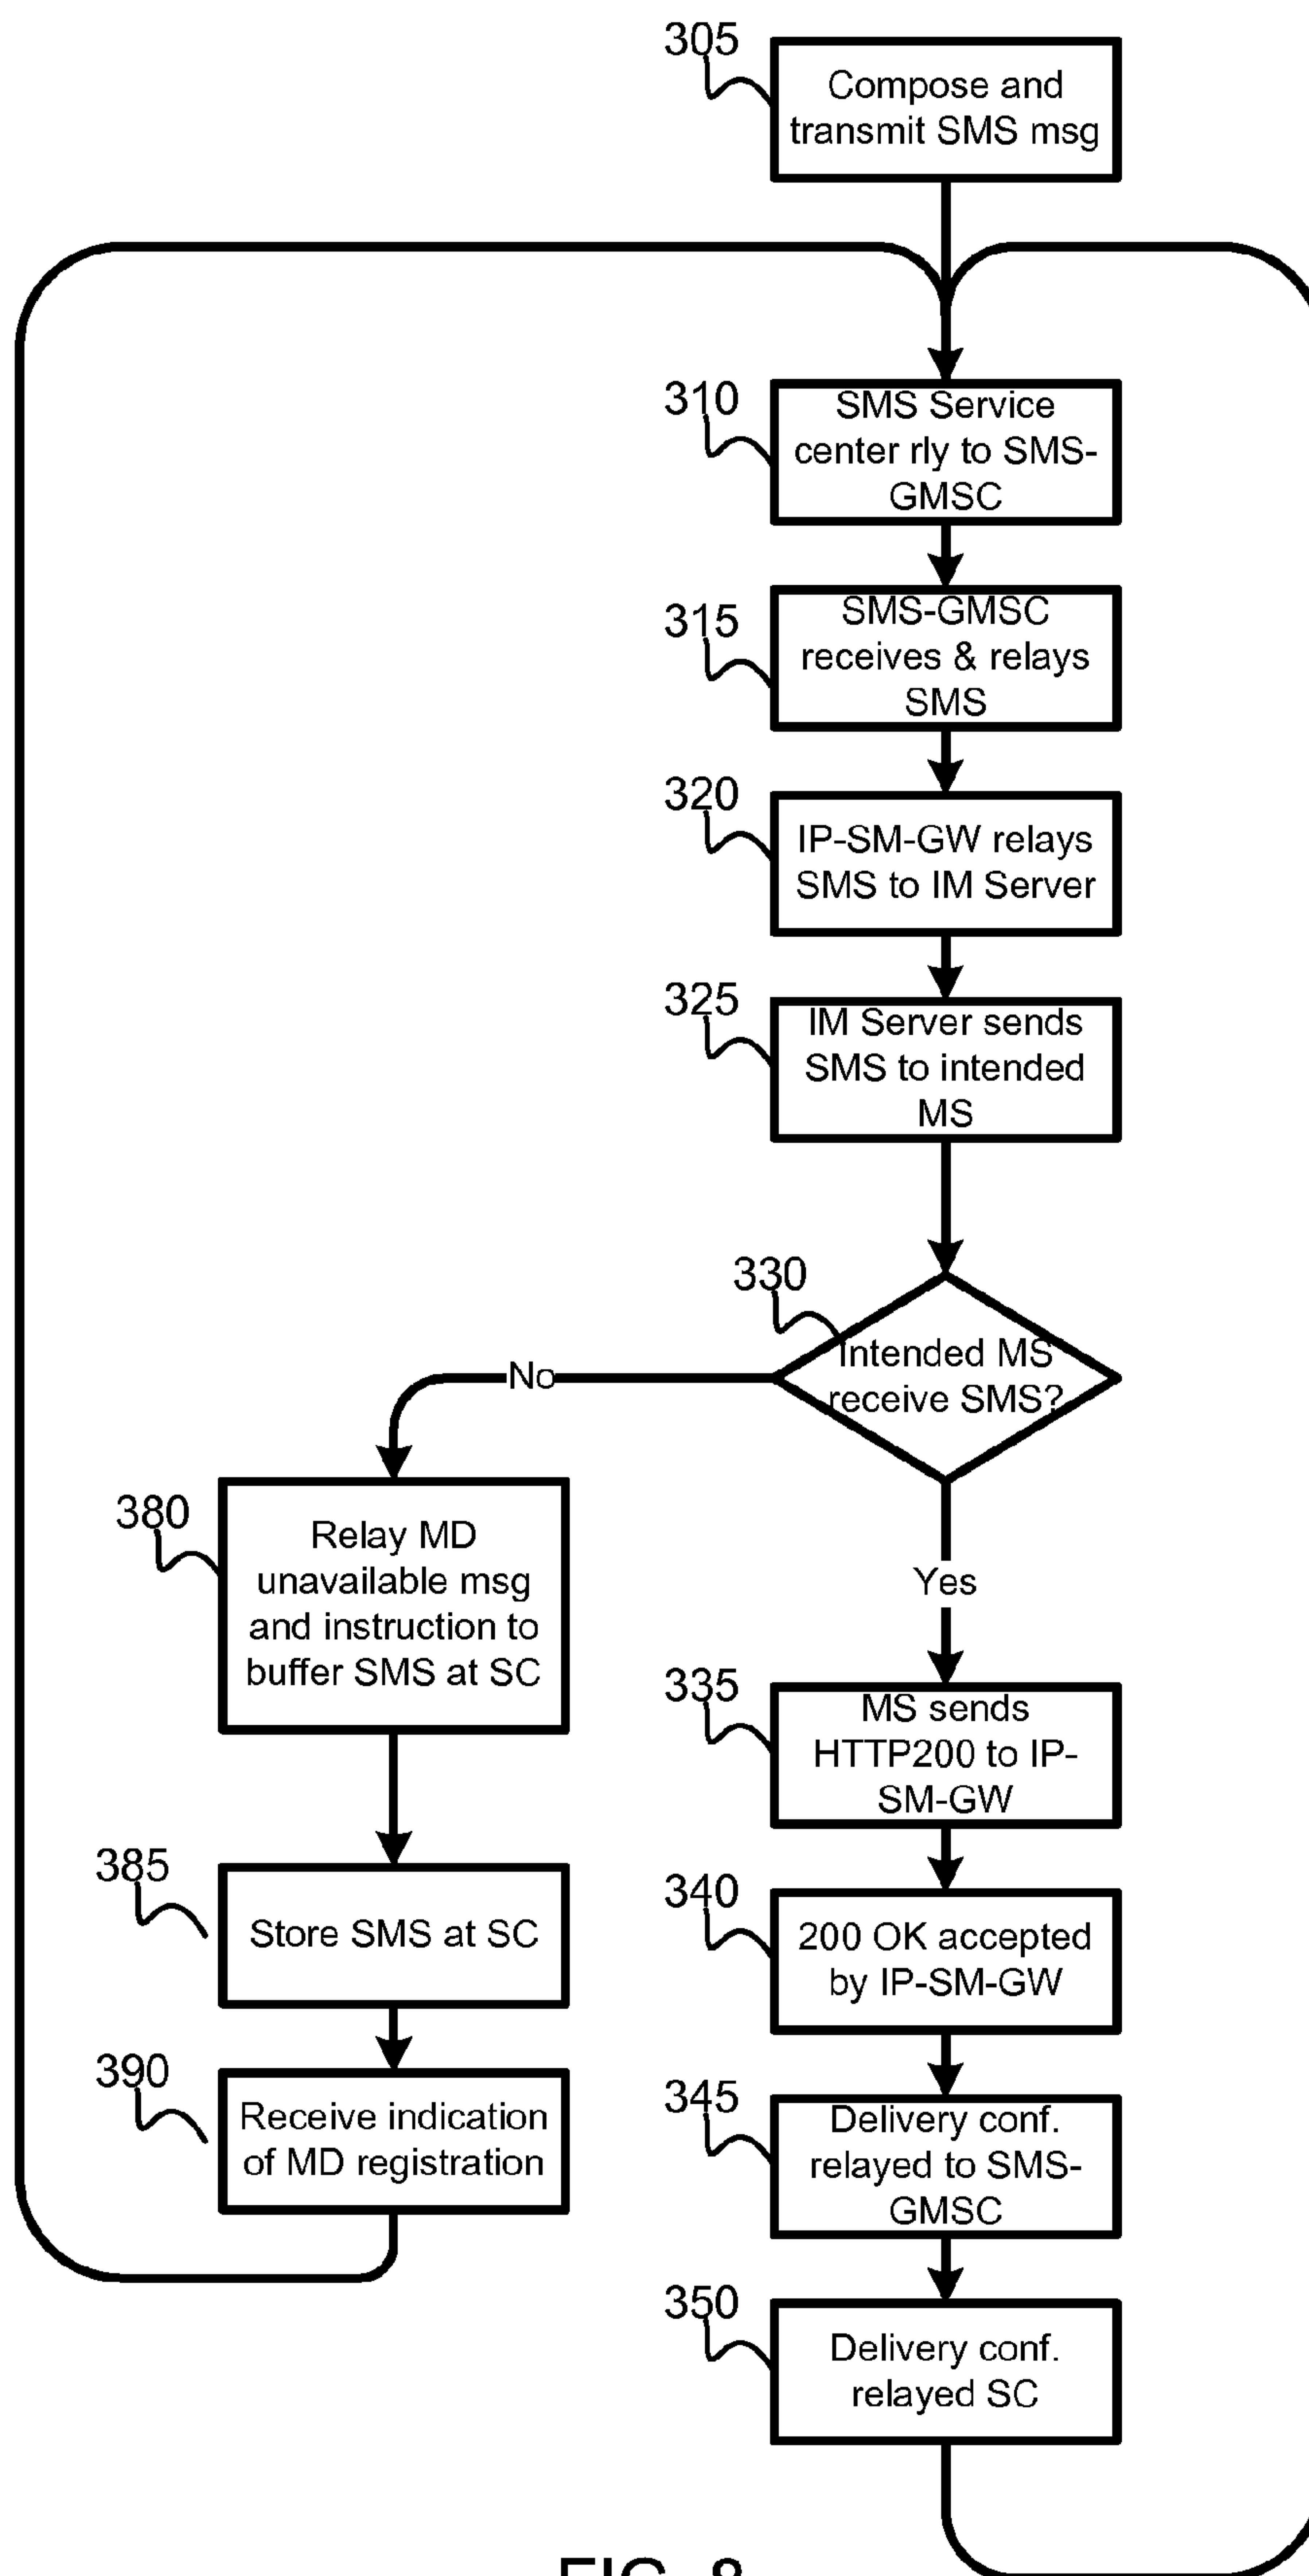 305
Compose and
transmit SMS msg
310
SMS Service
center rly to SMS-
GMSC
315
SMS-GMSC
receives & relays
SMS
320
IP-SM-GW relays
SMS to IM Server
325
IM Server sends
SMS to intended
MS
330
Intended MS
receive SMS?
No
Yes
380
Relay MD
unavailable msg
and instruction to
buffer SMS at SC
385
Store SMS at SC
390
Receive indication
of MD registration
335
MS sends
HTTP200 to IP-
SM-GW
340
200 OK accepted
by IP-SM-GW
345
Delivery conf.
relayed to SMS-
GMSC
350
Delivery conf.
relayed SC
FIG. 8